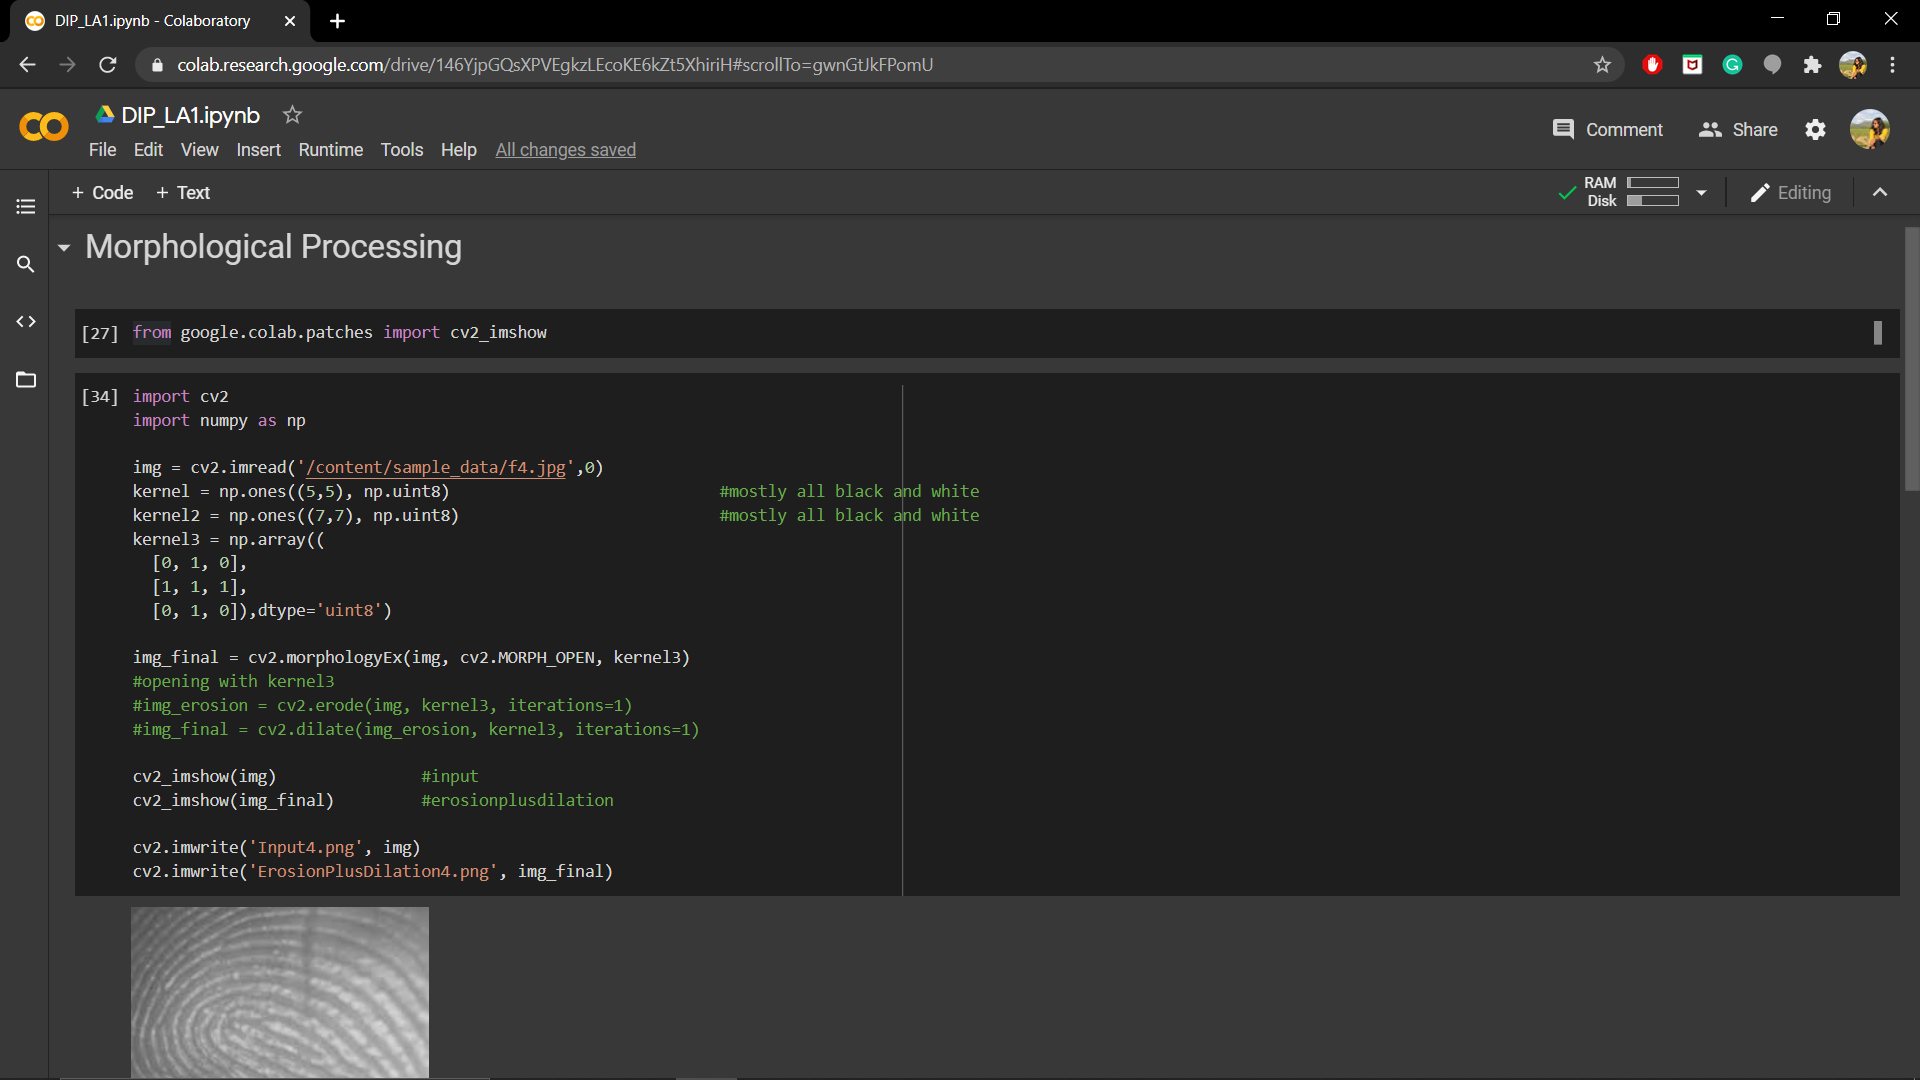 DIP_LA1.ipynb - Colaboratory
colab.research.google.com/drive/146YjpGQsXPVEgkzLEcoKE6kZt5XhiriH#scrollTo=gwnGtJkFPomU
DIP_LA1.ipynb
Comment
Share
File Edit View Insert Runtime Tools Help All changes saved
+ Code + Text
RAM
Disk
Editing
Morphological Processing
[27] from google.colab.patches import cv2_imshow
[34] import cv2
import numpy as np
img = cv2.imread('/content/sample_data/f4.jpg',0)
kernel = np.ones((5,5), np.uint8) #mostly all black and white
kernel2 = np.ones((7,7), np.uint8) #mostly all black and white
kernel3 = np.array((
[0, 1, 0],
[1, 1, 1],
[0, 1, 0]),dtype='uint8')
img_final = cv2.morphologyEx(img, cv2.MORPH_OPEN, kernel3)
#opening with kernel3
#img_erosion = cv2.erode(img, kernel3, iterations=1)
#img_final = cv2.dilate(img_erosion, kernel3, iterations=1)
cv2_imshow(img) #input
cv2_imshow(img_final) #erosionplusdilation
cv2.imwrite('Input4.png', img)
cv2.imwrite('ErosionPlusDilation4.png', img_final)